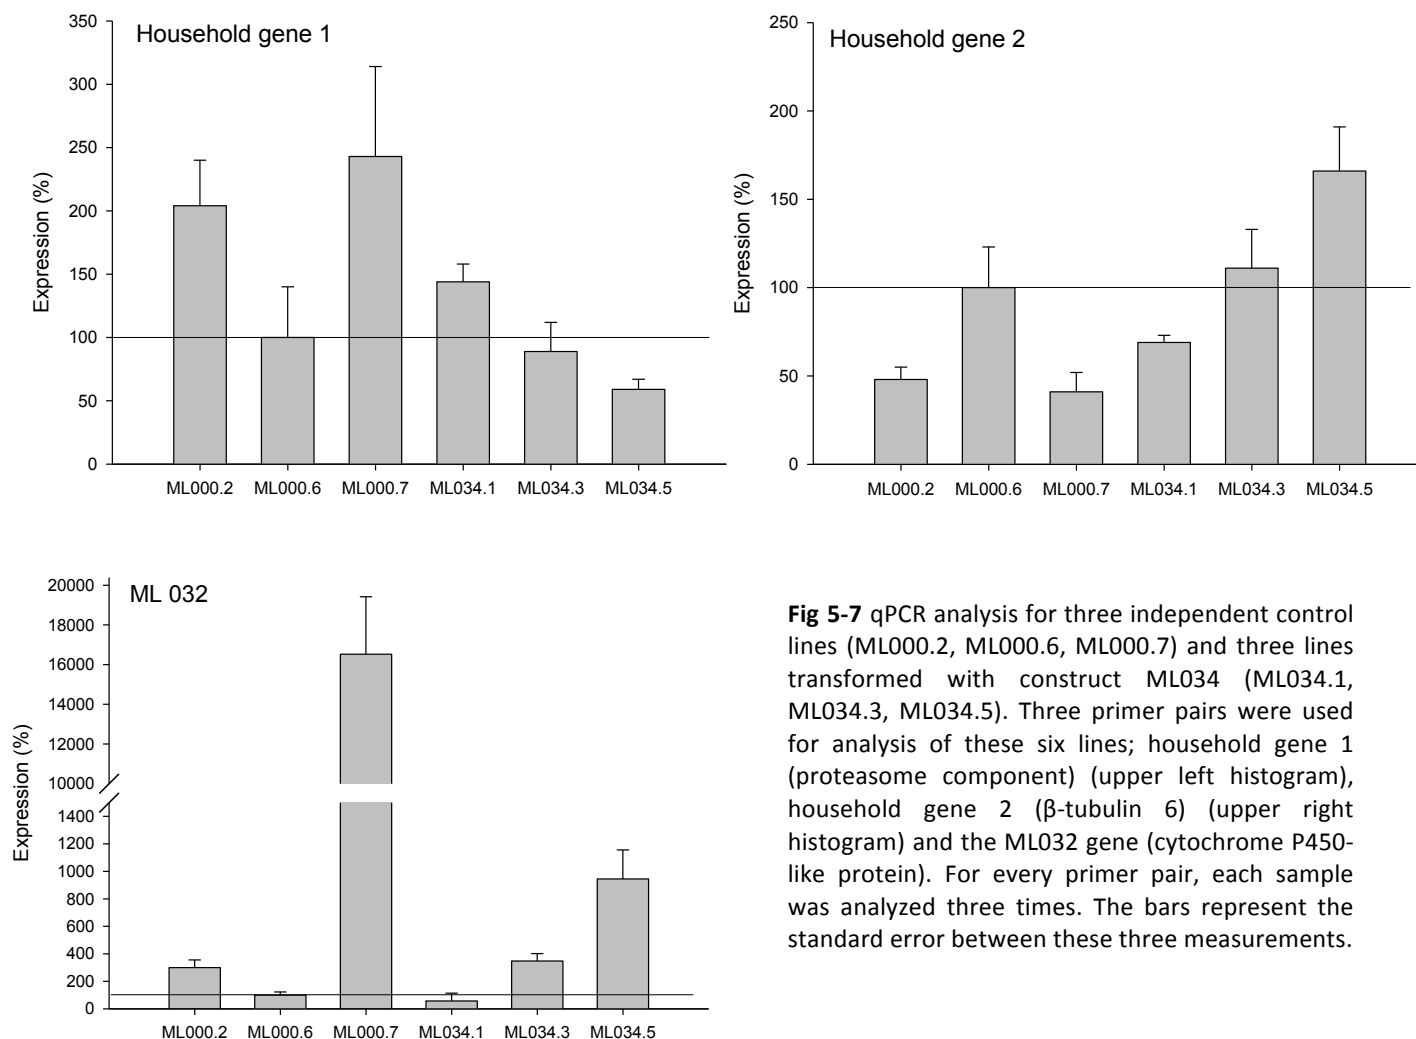 Household gene 1
350
300
250
200
150
100
50
0
Expression (%)
ML000.2 ML000.6 ML000.7 ML034.1 ML034.3 ML034.5
Household gene 2
250
200
150
100
50
0
Expression (%)
ML000.2 ML000.6 ML000.7 ML034.1 ML034.3 ML034.5
ML 032
20000
18000
16000
14000
12000
10000
1400
1200
1000
800
600
400
200
0
Expression (%)
ML000.2 ML000.6 ML000.7 ML034.1 ML034.3 ML034.5
Fig 5-7 qPCR analysis for three independent control
lines (ML000.2, ML000.6, ML000.7) and three lines
transformed with construct ML034 (ML034.1,
ML034.3, ML034.5). Three primer pairs were used
for analysis of these six lines; household gene 1
(proteasome component) (upper left histogram),
household gene 2 (β-tubulin 6) (upper right
histogram) and the ML032 gene (cytochrome P450-
like protein). For every primer pair, each sample
was analyzed three times. The bars represent the
standard error between these three measurements.